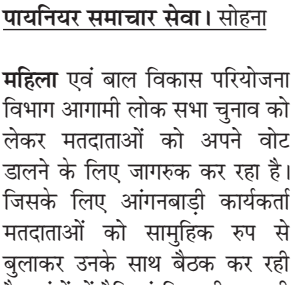 पायनियर समाचार सेवा। सोहना
महिला एवं बाल विकास परियोजना
विभाग आगामी लोक सभा चुनाव को
लेकर मतदाताओं को अपने वोट
डालने के लिए जागरुक कर रहा है।
जिसके लिए आंगनबाड़ी कार्यकर्ता
मतदाताओं को सामुहिक रुप से
बुलाकर उनके साथ बैठक कर रही